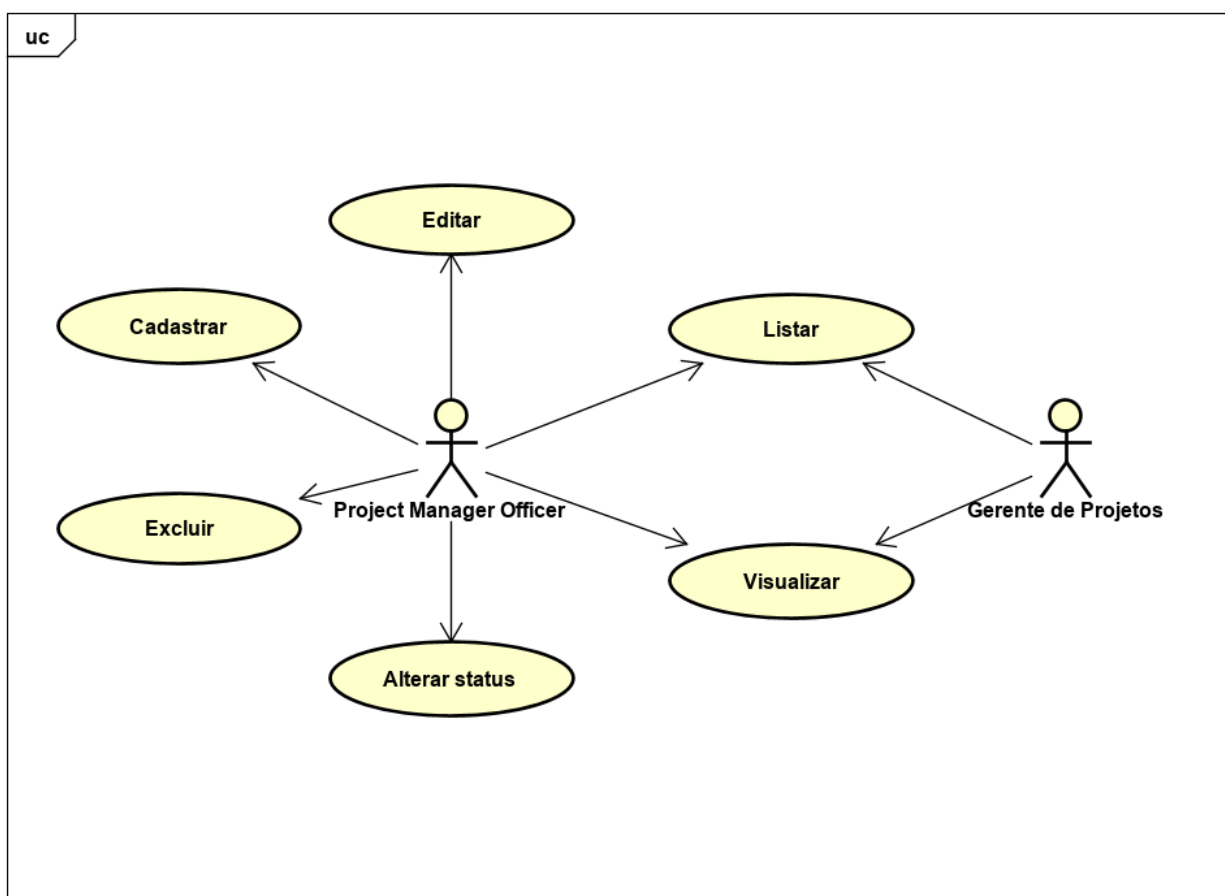 uc
Editar
Cadastrar
Listar
Excluir
Project Manager Officer
Gerente de Projetos
Visualizar
Alterar status